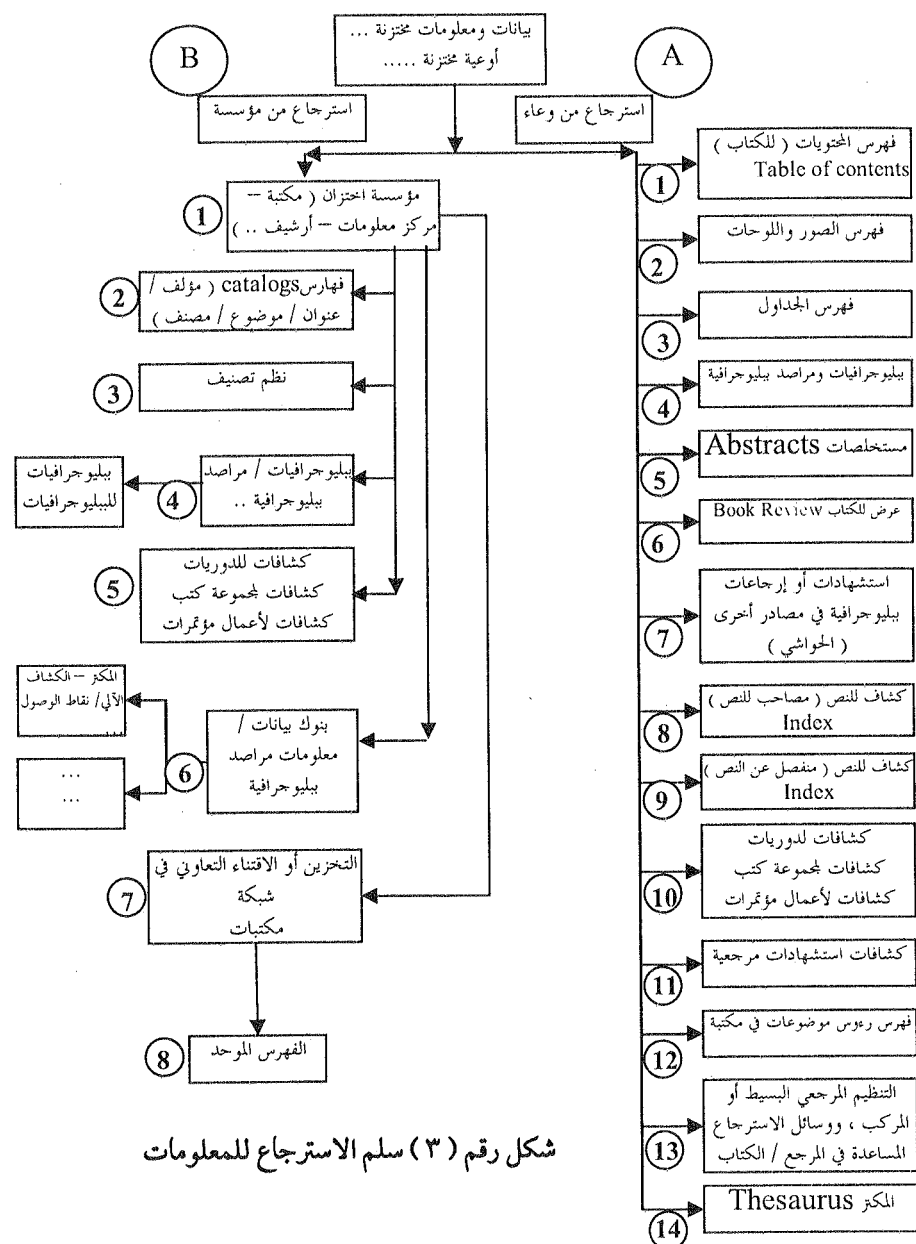 بيانات ومعلومات مختزنة ...
أوعية مختزنة .....
A
استرجاع من وعاء
فهرس المحتويات ( للكتاب )
Table of contents
1
فهرس الصور واللوحات
2
فهرس الجداول
3
ببليوجرافيات ومراصد ببليوجرافية
4
مستخلصات Abstracts
5
عرض للكتاب Book Review
6
استشهادات أو إرجاعات
ببليوجرافية في مصادر أخرى
( الحواشي )
7
كشاف للنص ( مصاحب للنص )
Index
8
كشاف للنص ( منفصل عن النص )
Index
9
كشافات لدوريات
كشافات لمجموعة كتب
كشافات لأعمال مؤتمرات
10
كشافات استشهادات مرجعية
11
فهرس رءوس موضوعات في مكتبة
12
التنظيم المرجعي البسيط أو
المركب ، ووسائل الاسترجاع
المساعدة في المرجع / الكتاب
13
المكنز Thesaurus
14
B
استرجاع من مؤسسة
مؤسسة اختزان ( مكتبة –
مركز معلومات – أرشيف .. )
1
فهارس catalogs ( مؤلف /
عنوان / موضوع / مصنف )
2
نظم تصنيف
3
ببليوجرافيات / مراصد
ببليوجرافية ..
4
ببليوجرافيات
للببليوجرافيات
كشافات للدوريات
كشافات لمجموعة كتب
كشافات لأعمال مؤتمرات
5
بنوك بيانات /
معلومات مراصد
ببليوجرافية
6
المكنز – الكشاف
الآلي/ نقاط الوصول
...
...
...
التخزين أو الاقتناء التعاوني في
شبكة
مكتبات
7
الفهرس الموحد
8
شكل رقم ( ٣ ) سلم الاسترجاع للمعلومات